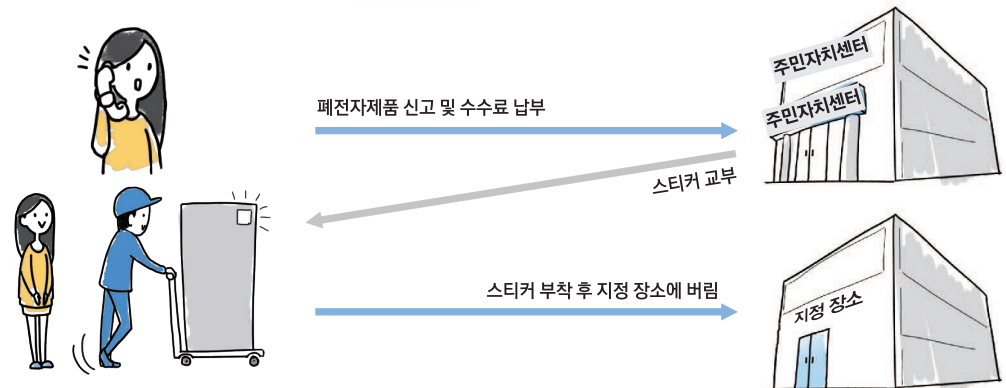 주민자치센터
주민자치센터
폐전자제품 신고 및 수수료 납부
스티커 교부
스티커 부착 후 지정 장소에 버림
지정 장소